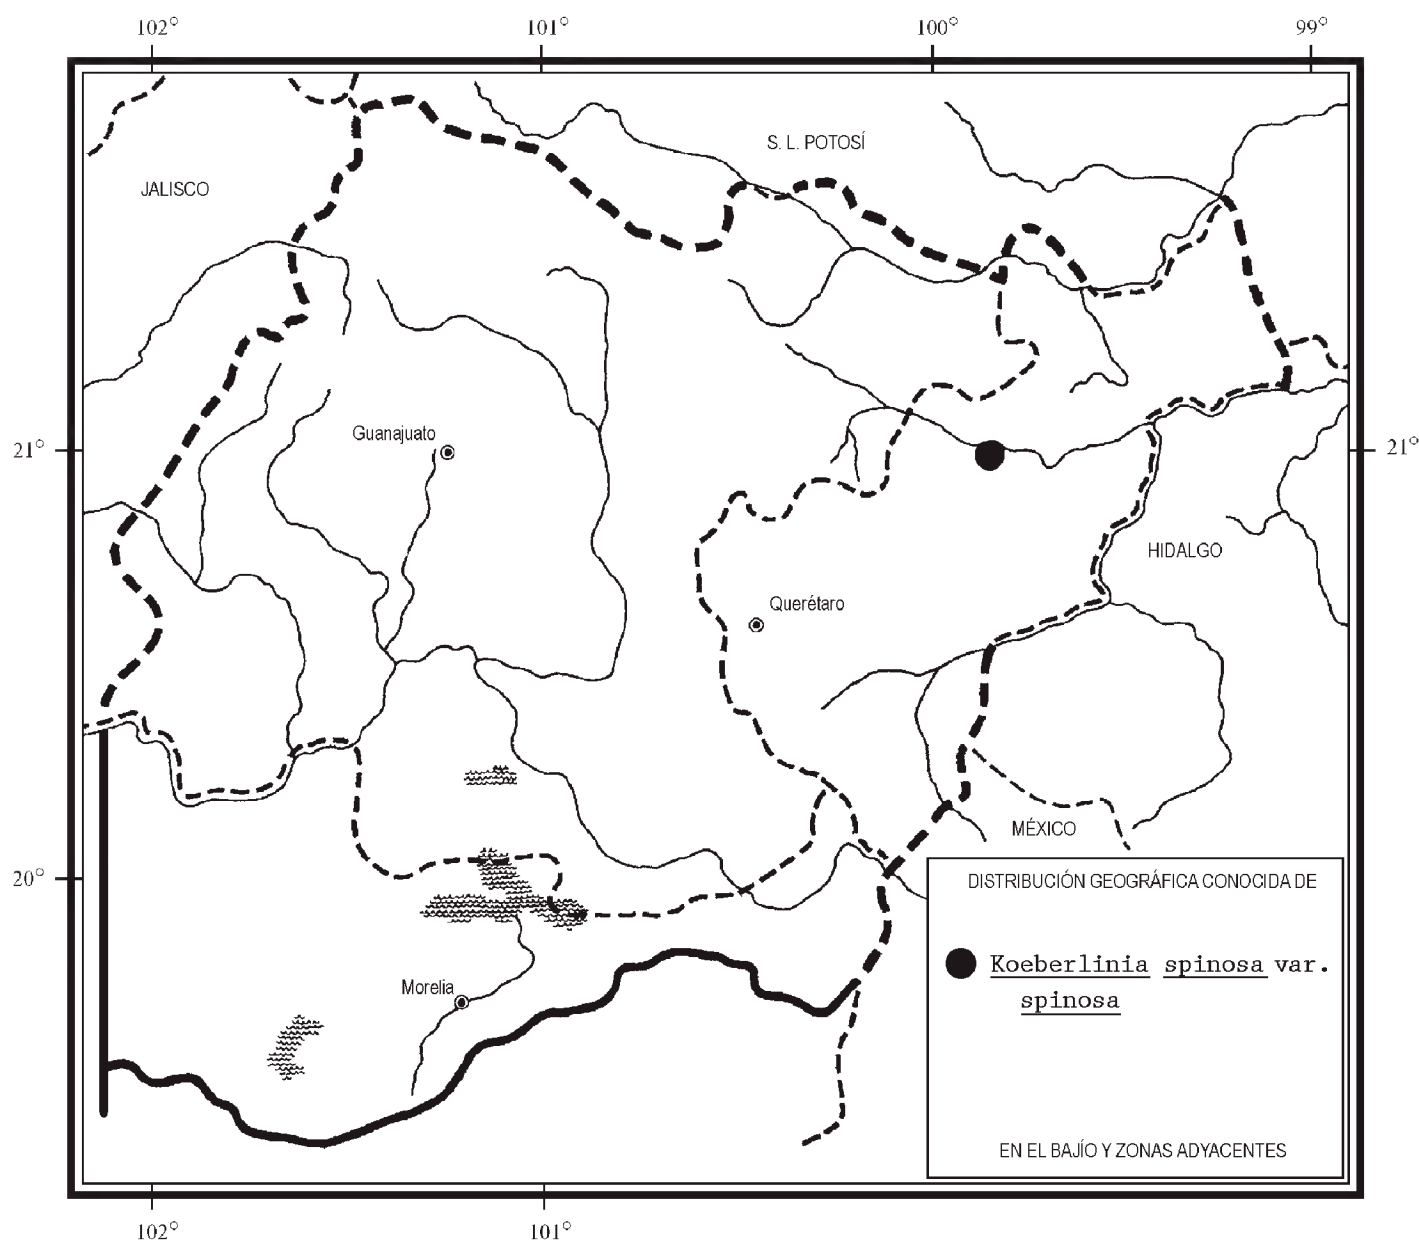 102° 101° 100° 99°
S. L. POTOSÍ
JALISCO
Guanajuato
21° 21°
HIDALGO
Querétaro
MÉXICO
20°
DISTRIBUCIÓN GEOGRÁFICA CONOCIDA DE
Koeberlinia spinosa var.
spinosa
Morelia
EN EL BAJÍO Y ZONAS ADYACENTES
102° 101°